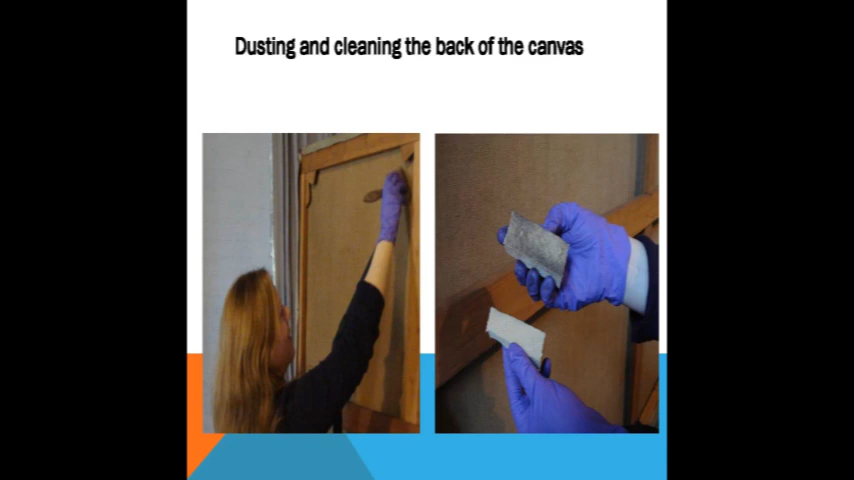 Dusting and cleaning the back of the canvas